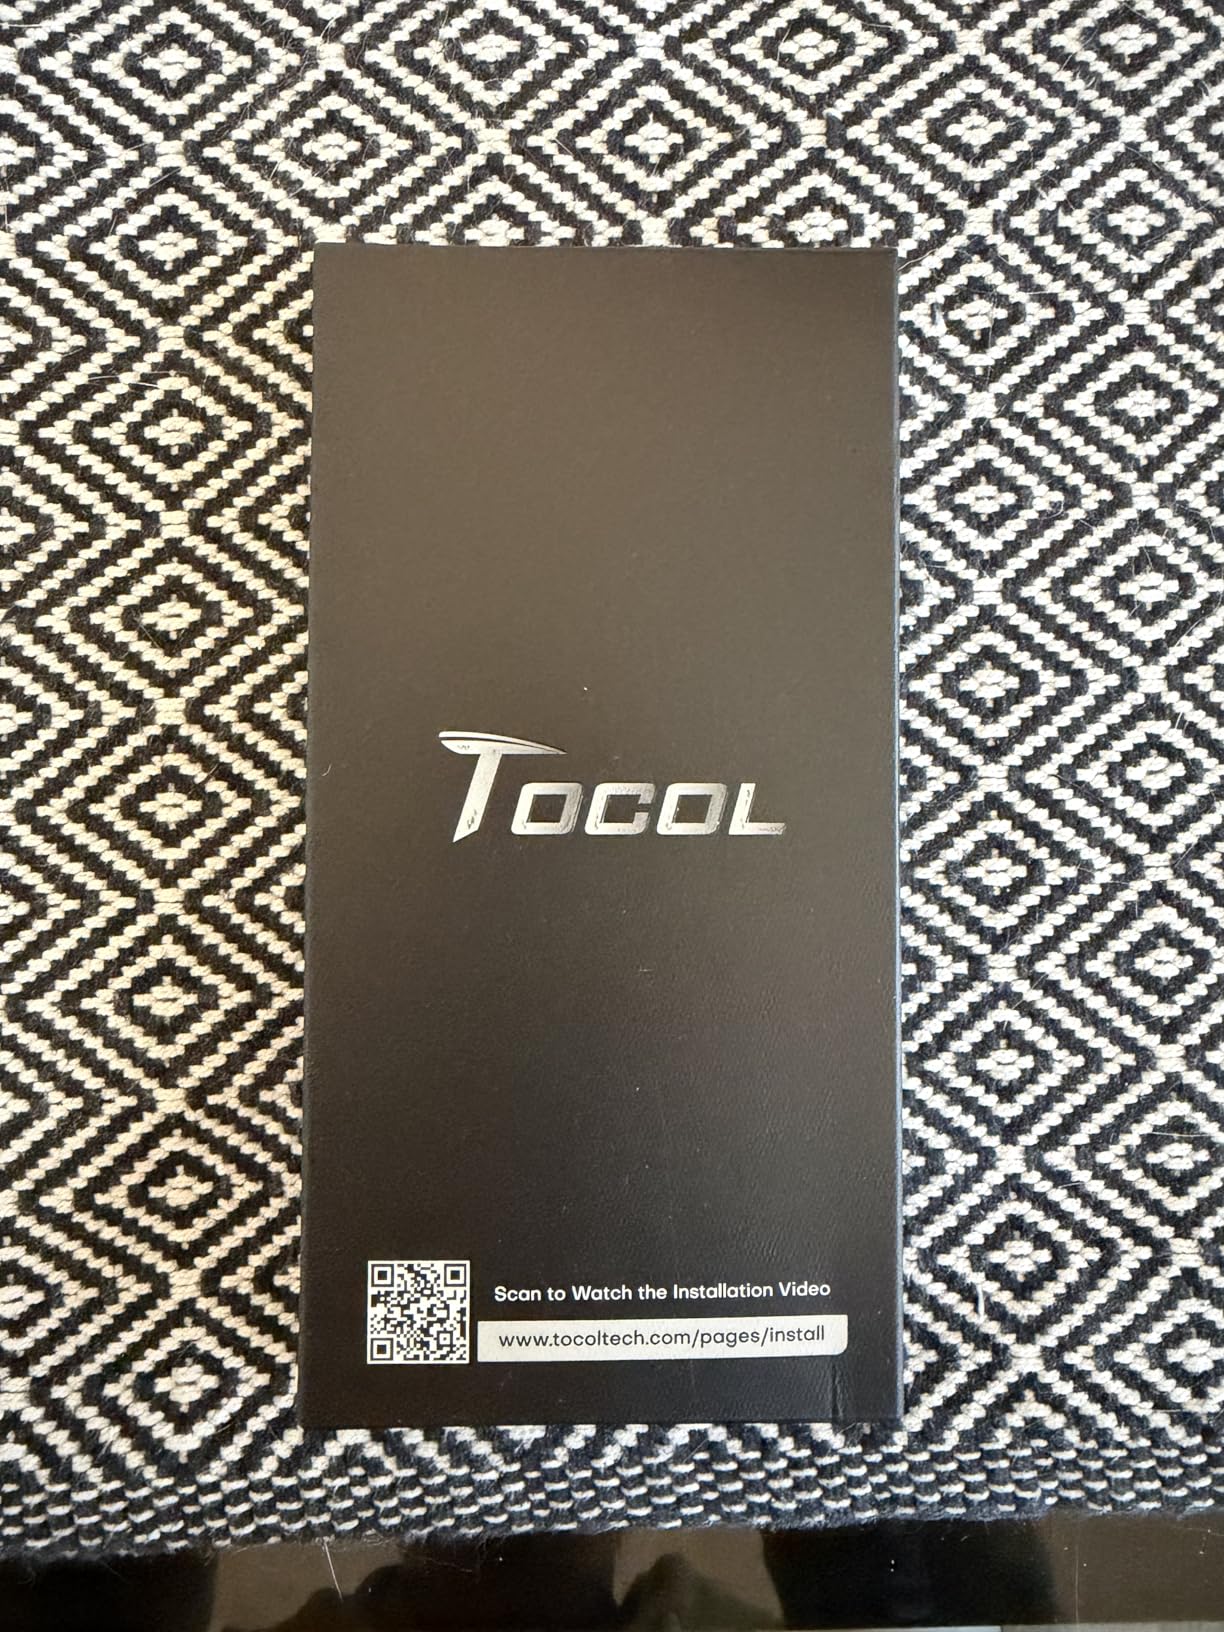 TOCOL
Scan to Watch the Installation Video
www.tocoltech.com/pages/install